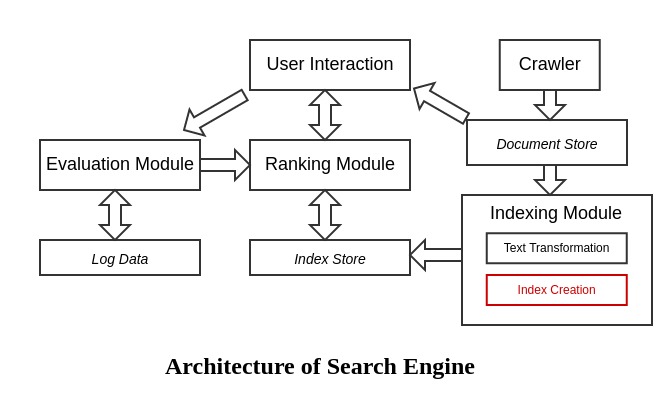 User Interaction
Crawler
Document Store
Evaluation Module
Ranking Module
Indexing Module
Text Transformation
Log Data
Index Store
Index Creation
Architecture of Search Engine